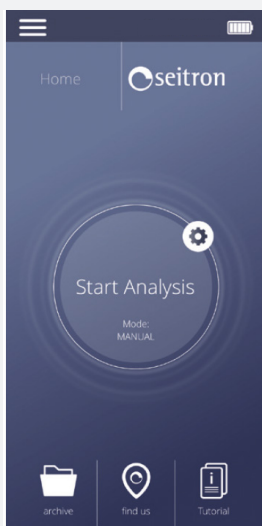 Home
seitron
Start Analysis
Mode:
MANUAL
archive
find us
Tutorial